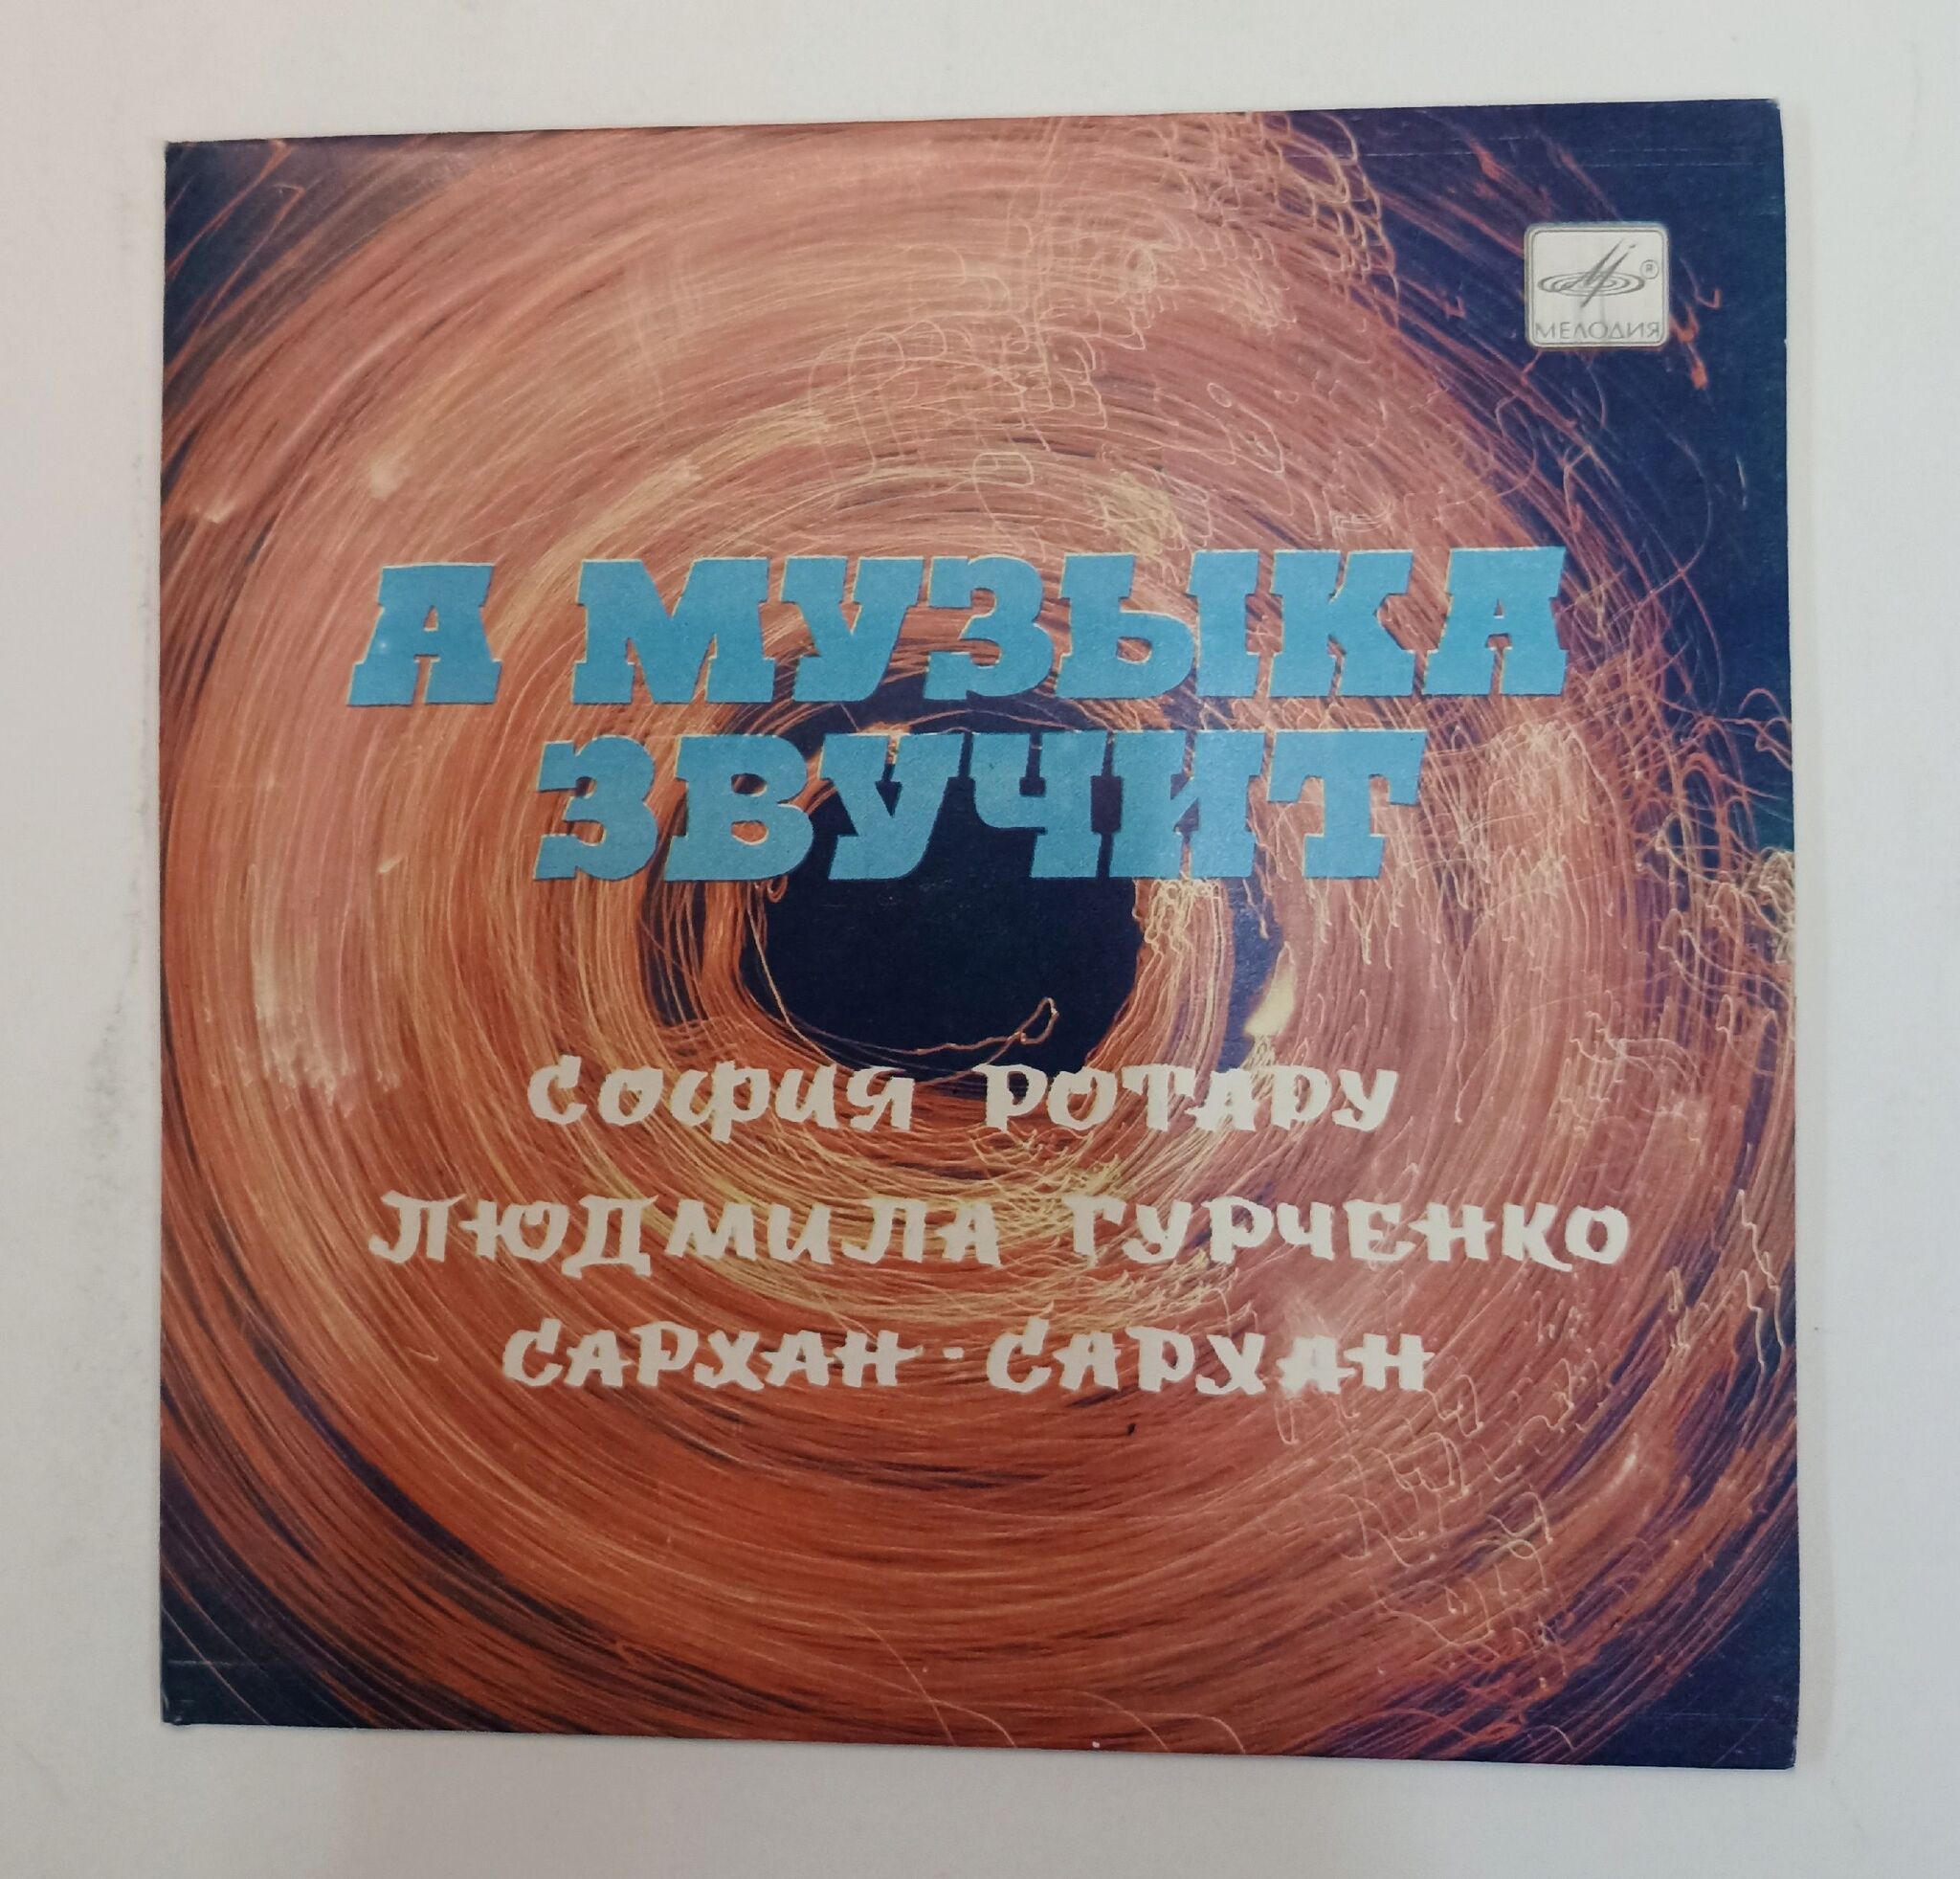 МЕЛОДИЯ
А МУЗЫКА
ЗВУЧИТ
СОФИЯ РОТАРУ
ЛЮДМИЛА ГУРЧЕНКО
САРХАН-САРХАН